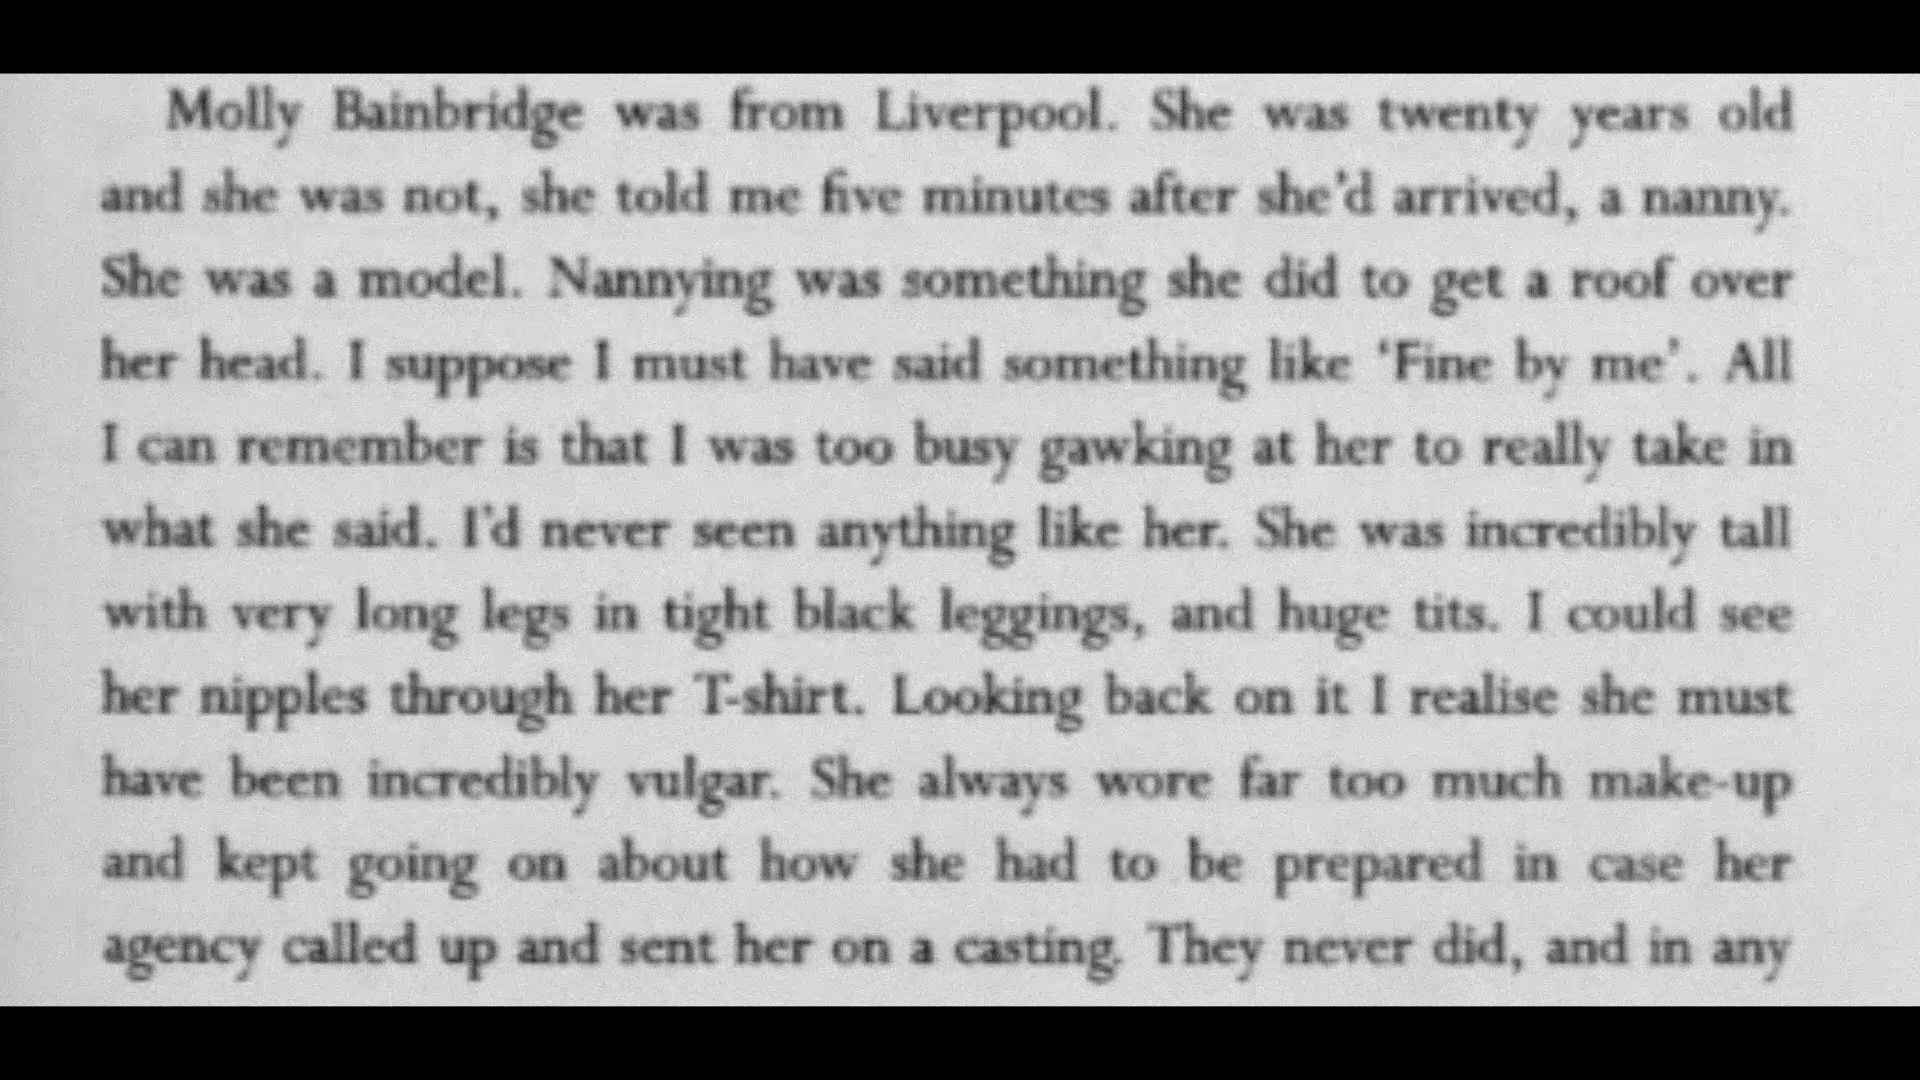 Molly Bainbridge was from Liverpool. She was twenty years old
and she was not, she told me five minutes after she'd arrived, a nanny.
She was a model. Nannying was something she did to get a roof over
her head. I suppose I must have said something like ‘Fine by me’. All
I can remember is that I was too busy gawking at her to really take in
what she said. I'd never seen anything like her. She was incredibly tall
with very long legs in tight black leggings, and huge tits. I could see
her nipples through her T-shirt. Looking back on it I realise she must
have been incredibly vulgar. She always wore far too much make-up
and kept going on about how she had to be prepared in case her
agency called up and sent her on a casting. They never did, and in any